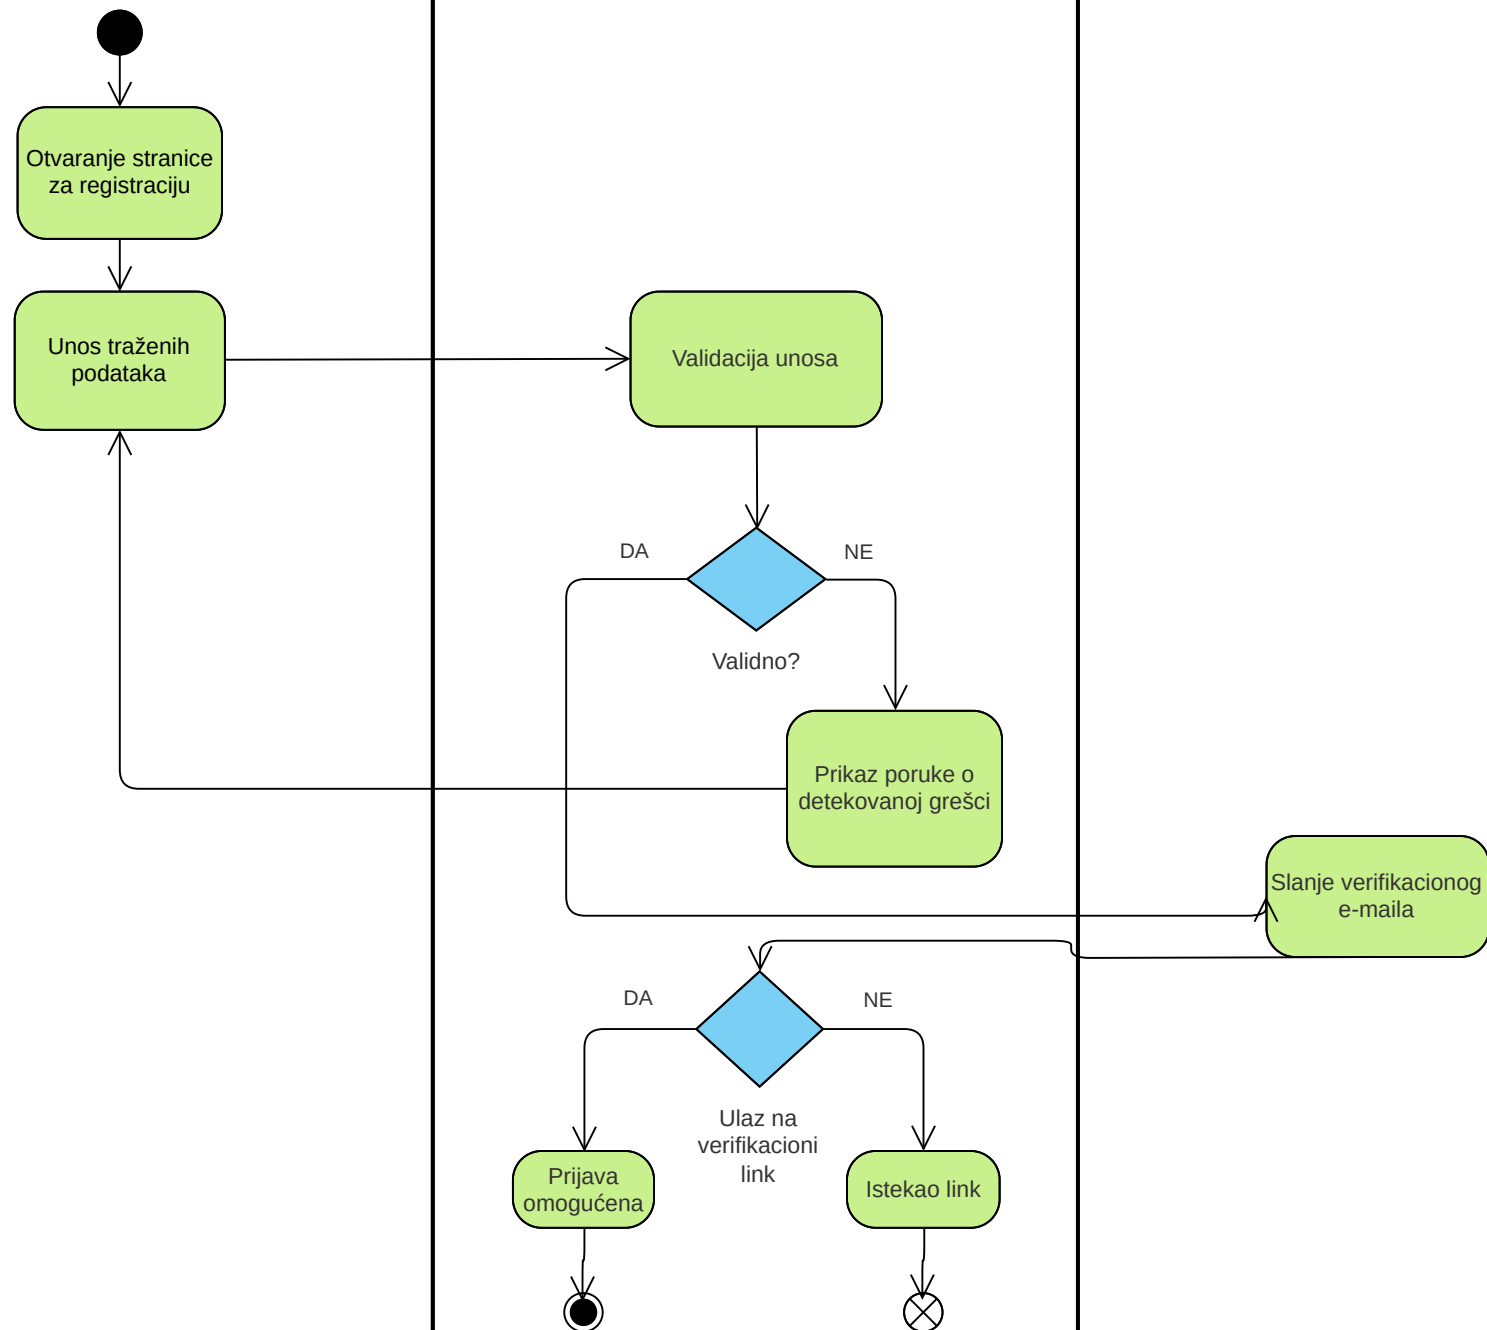 Otvaranje stranice
za registraciju
Unos traženih
podataka
Validacija unosa
DA
NE
Validno?
Prikaz poruke o
detekovanoj grešci
Slanje verifikacionog
e-maila
DA
NE
Ulaz na
verifikacioni
link
Prijava
omogućena
Istekao link